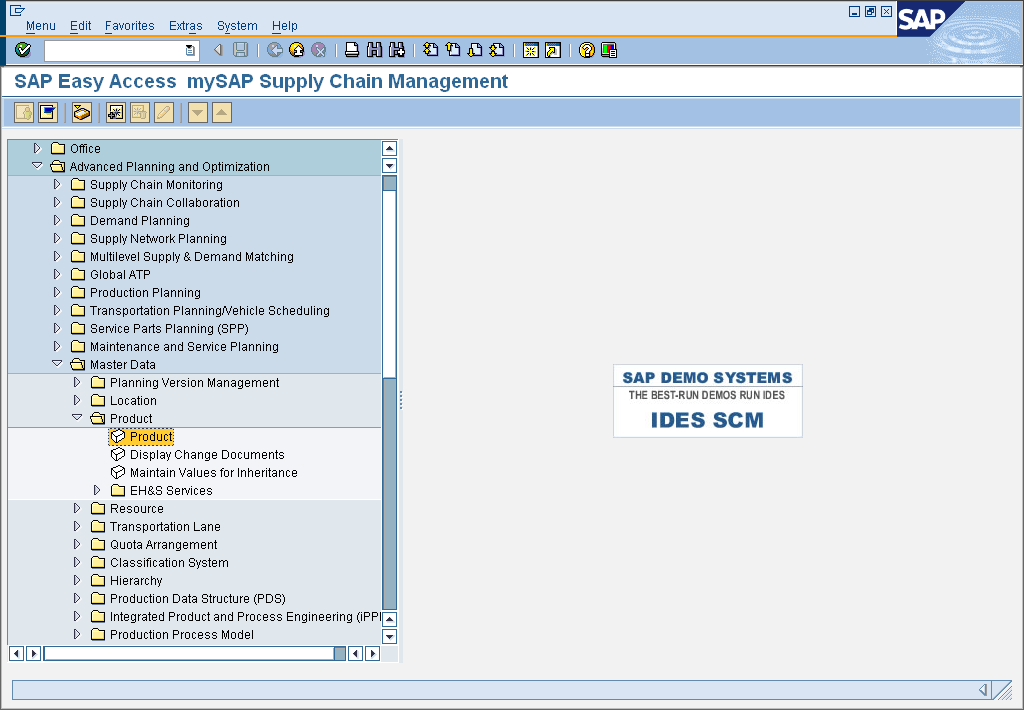 Menu Edit Favorites Extras System Help
SAP
SAP Easy Access mySAP Supply Chain Management
Office
Advanced Planning and Optimization
Supply Chain Monitoring
Supply Chain Collaboration
Demand Planning
Supply Network Planning
Multilevel Supply & Demand Matching
Global ATP
Production Planning
Transportation Planning/Vehicle Scheduling
Service Parts Planning (SPP)
Maintenance and Service Planning
Master Data
Planning Version Management
Location
Product
Product
Display Change Documents
Maintain Values for Inheritance
EH&S Services
Resource
Transportation Lane
Quota Arrangement
Classification System
Hierarchy
Production Data Structure (PDS)
Integrated Product and Process Engineering (iPPI
Production Process Model
SAP DEMO SYSTEMS
THE BEST-RUN DEMOS RUN IDES
IDES SCM